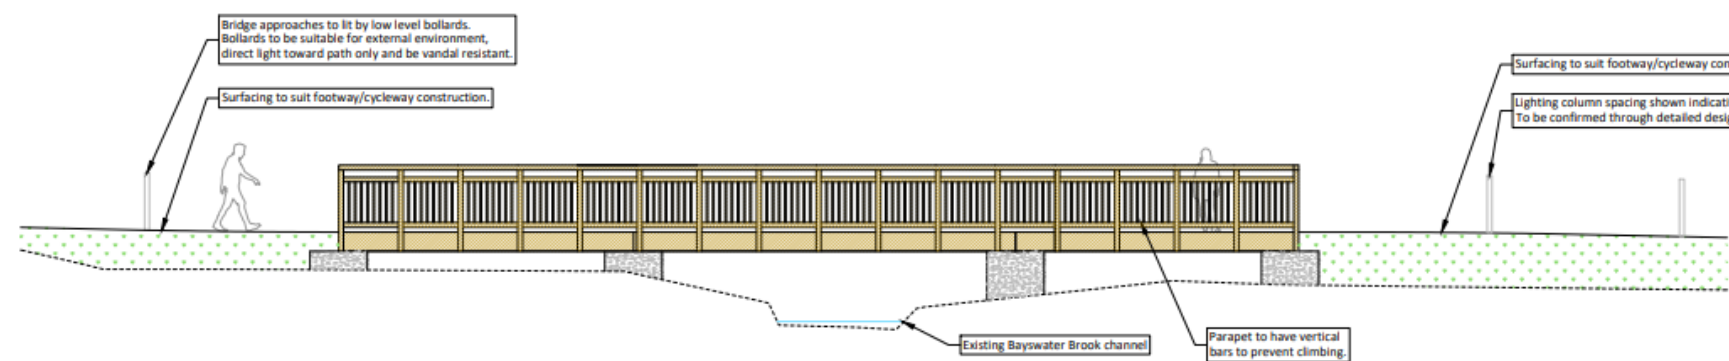 Bridge approaches to lit by low level bollards.
Bollards to be suitable for external environment,
direct light toward path only and be vandal resistant.
Surfacing to suit footway/cycleway construction.
Surfacing to suit footway/cycleway con
Lighting column spacing shown indicati
To be confirmed through detailed desig
Existing Bayswater Brook channel
Parapet to have vertical
bars to prevent climbing.